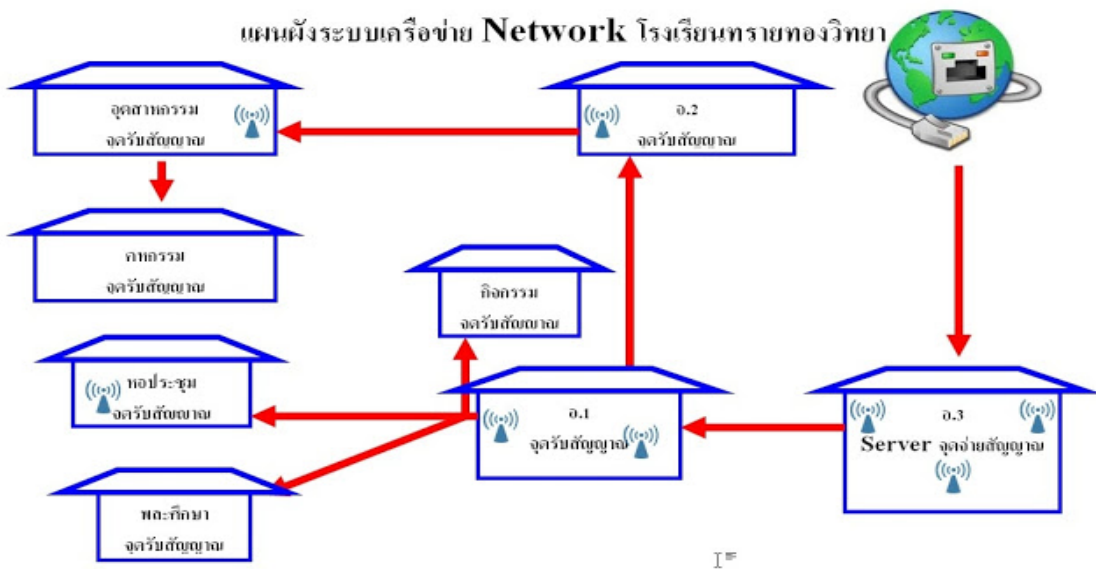 แผนผังระบบเครือข่าย Network โรงเรียนทรายทองวิทยา
อุตสาหกรรม
จุดรับสัญญาณ
อ.2
จุดรับสัญญาณ
คหกรรม
จุดรับสัญญาณ
กิจกรรม
จุดรับสัญญาณ
หอประชุม
จุดรับสัญญาณ
อ.1
จุดรับสัญญาณ
อ.3
Server จุดจ่ายสัญญาณ
พละศึกษา
จุดรับสัญญาณ